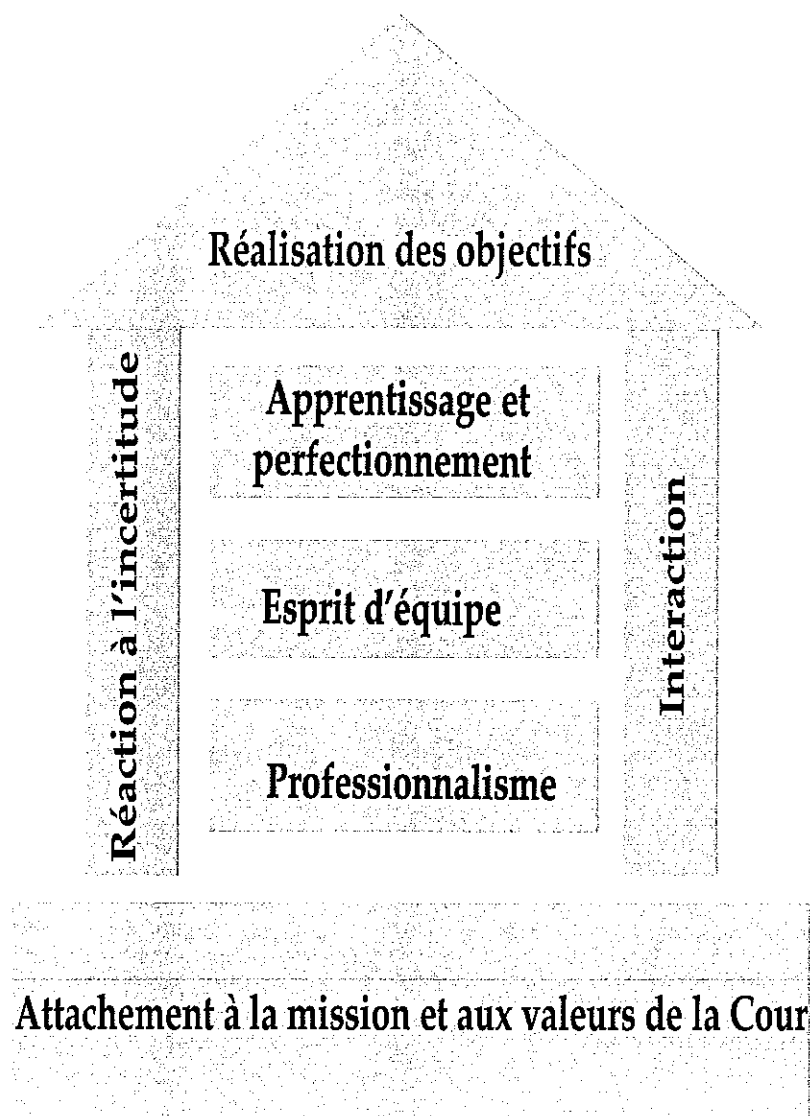 Réalisation des objectifs
Réaction à l'incertitude
Apprentissage et
perfectionnement
Esprit d'équipe
Professionnalisme
Interaction
Attachement à la mission et aux valeurs de la Cour